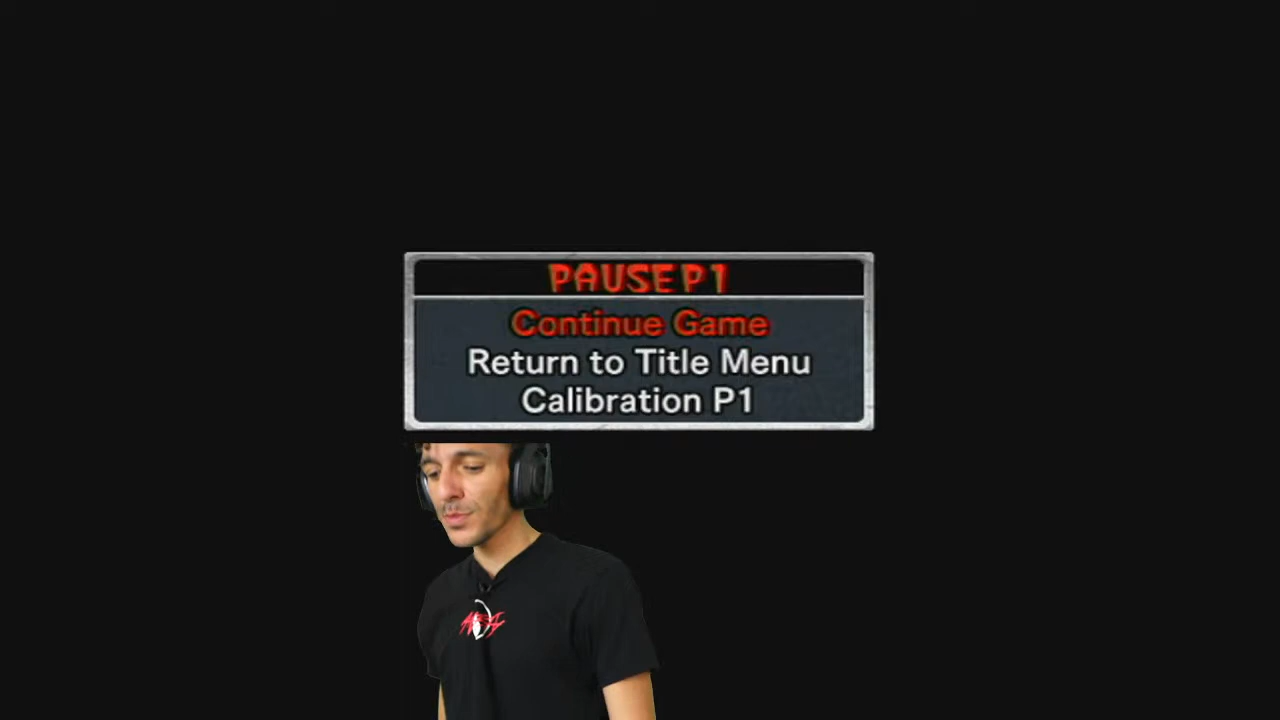 PAUSE P1
Continue Game
Return to Title Menu
Calibration P1